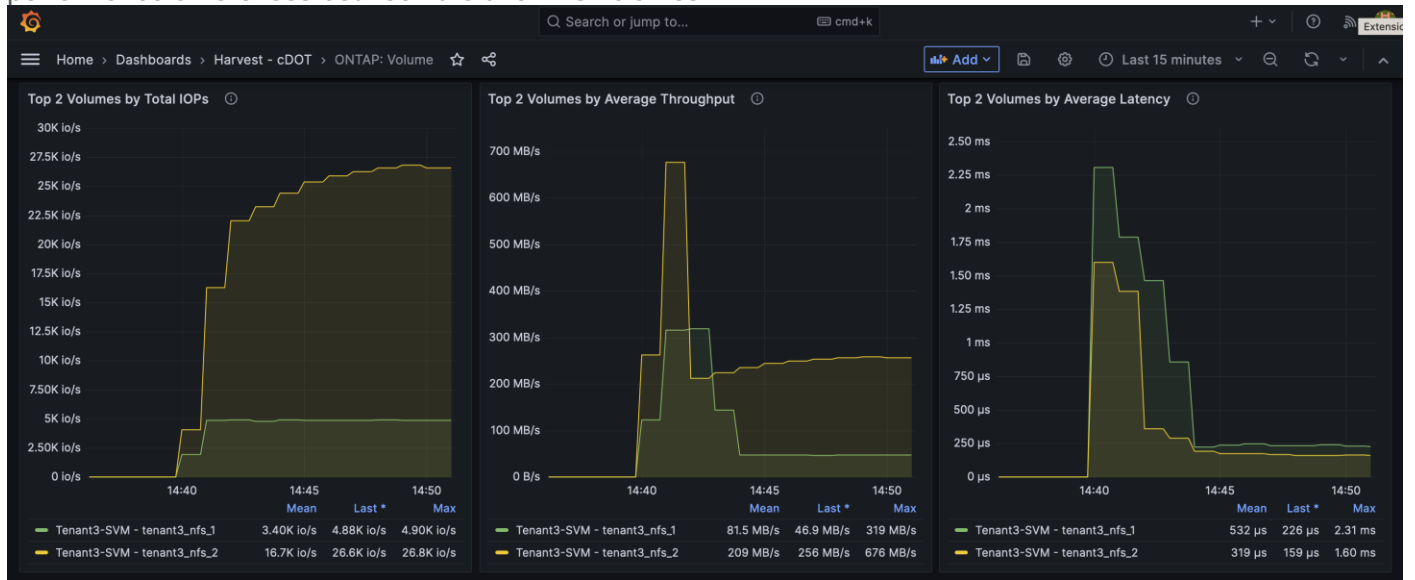 Search or jump to...
cmd+k
Extensio
Home › Dashboards › Harvest - cDOT › ONTAP: Volume
Add
Last 15 minutes
Top 2 Volumes by Total IOPs
30K io/s
27.5K io/s
25K io/s
22.5K io/s
20K io/s
17.5K io/s
15K io/s
12.5K io/s
10K io/s
7.50K io/s
5K io/s
2.50K io/s
0 io/s
14:40 14:45 14:50
Mean Last * Max
Tenant3-SVM - tenant3_nfs_1 3.40K io/s 4.88K io/s 4.90K io/s
Tenant3-SVM - tenant3_nfs_2 16.7K io/s 26.6K io/s 26.8K io/s
Top 2 Volumes by Average Throughput
700 MB/s
600 MB/s
500 MB/s
400 MB/s
300 MB/s
200 MB/s
100 MB/s
0 B/s
14:40 14:45 14:50
Mean Last * Max
Tenant3-SVM - tenant3_nfs_1 81.5 MB/s 46.9 MB/s 319 MB/s
Tenant3-SVM - tenant3_nfs_2 209 MB/s 256 MB/s 676 MB/s
Top 2 Volumes by Average Latency
2.50 ms
2.25 ms
2 ms
1.75 ms
1.50 ms
1.25 ms
1 ms
750 µs
500 µs
250 µs
0 µs
14:40 14:45 14:50
Mean Last * Max
Tenant3-SVM - tenant3_nfs_1 532 µs 226 µs 2.31 ms
Tenant3-SVM - tenant3_nfs_2 319 µs 159 µs 1.60 ms